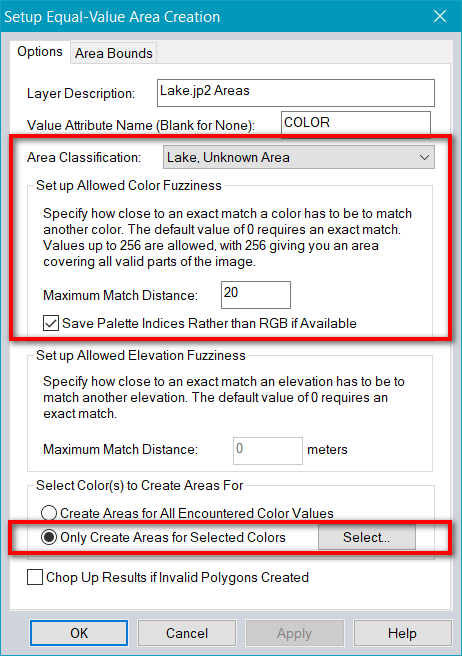 Setup Equal-Value Area Creation
Options
Area Bounds
Layer Description:
Lake.jp2 Areas
Value Attribute Name (Blank for None):
COLOR
Area Classification:
Lake, Unknown Area
Set up Allowed Color Fuzziness
Specify how close to an exact match a color has to be to match
another color. The default value of 0 requires an exact match.
Values up to 256 are allowed, with 256 giving you an area
covering all valid parts of the image.
Maximum Match Distance:
20
Save Palette Indices Rather than RGB if Available
Set up Allowed Elevation Fuzziness
Specify how close to an exact match an elevation has to be to
match another elevation. The default value of 0 requires an
exact match.
Maximum Match Distance:
0
meters
Select Color(s) to Create Areas For
Create Areas for All Encountered Color Values
Only Create Areas for Selected Colors
Select...
Chop Up Results if Invalid Polygons Created
OK
Cancel
Apply
Help